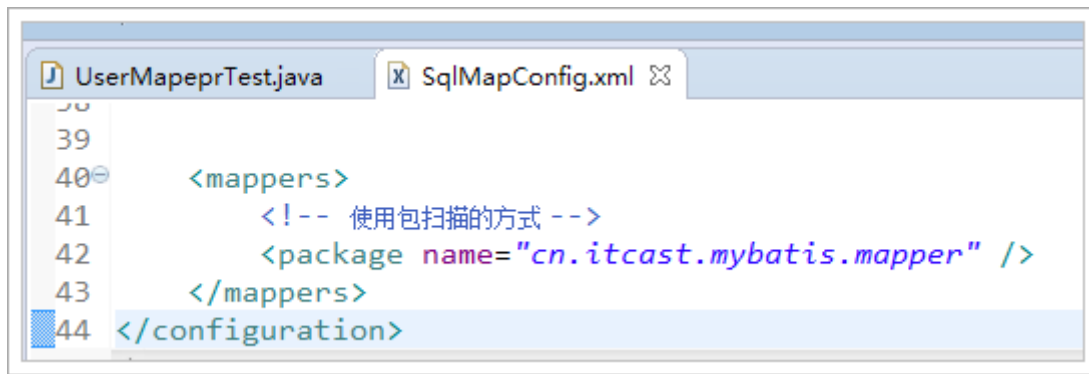 UserMapeprTest.java SqlMapConfig.xml
39
40 <mappers>
41 <!-- 使用包扫描的方式 -->
42 <package name="cn.itcast.mybatis.mapper" />
43 </mappers>
44 </configuration>